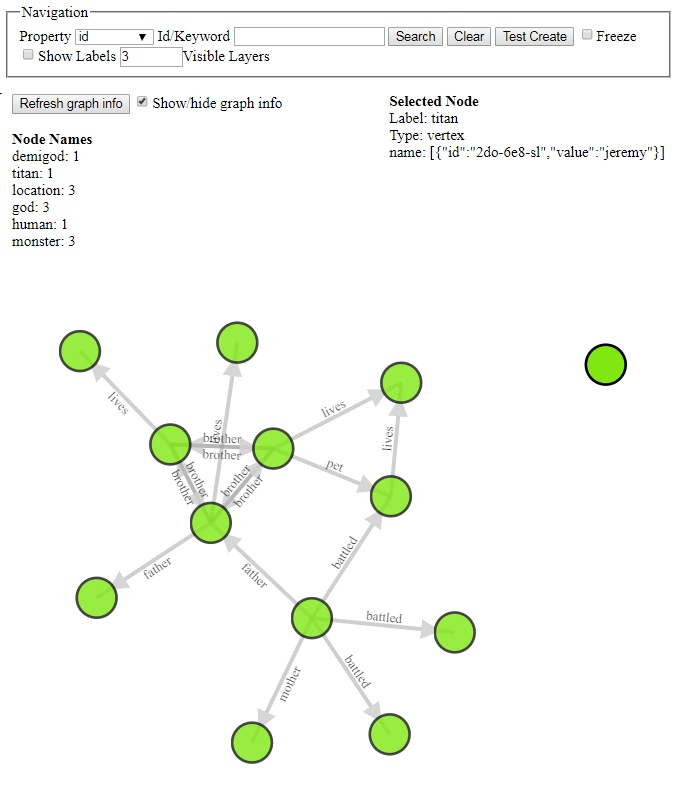 Navigation
Property id Id/Keyword Search Clear Test Create Freeze
Show Labels 3 Visible Layers
Refresh graph info Show/hide graph info
Selected Node
Label: titan
Type: vertex
name: [{"id":"2do-6e8-sl","value":"jeremy"}]
Node Names
demigod: 1
titan: 1
location: 3
god: 3
human: 1
monster: 3
lives
lives
brother
brother
lives
lives
pet
brother
brother
brother
brother
father
father
battled
battled
battled
mother